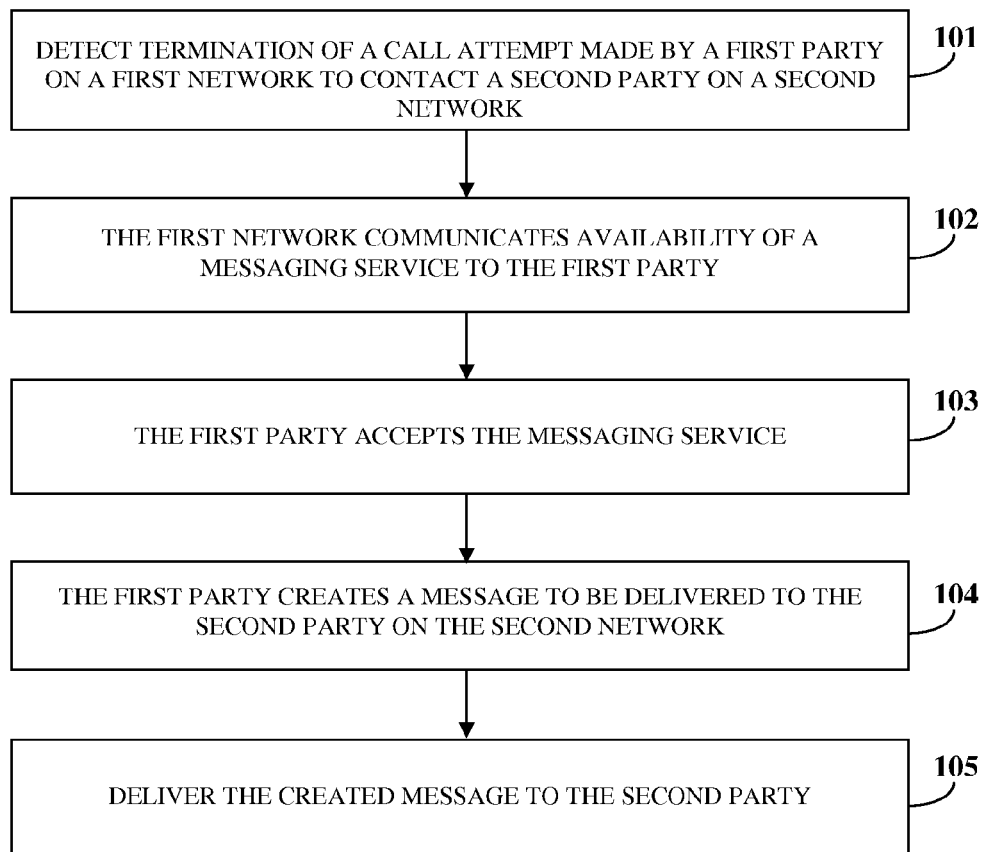 DETECT TERMINATION OF A CALL ATTEMPT MADE BY A FIRST PARTY
ON A FIRST NETWORK TO CONTACT A SECOND PARTY ON A SECOND
NETWORK
101
THE FIRST NETWORK COMMUNICATES AVAILABILITY OF A
MESSAGING SERVICE TO THE FIRST PARTY
102
THE FIRST PARTY ACCEPTS THE MESSAGING SERVICE
103
THE FIRST PARTY CREATES A MESSAGE TO BE DELIVERED TO THE
SECOND PARTY ON THE SECOND NETWORK
104
DELIVER THE CREATED MESSAGE TO THE SECOND PARTY
105